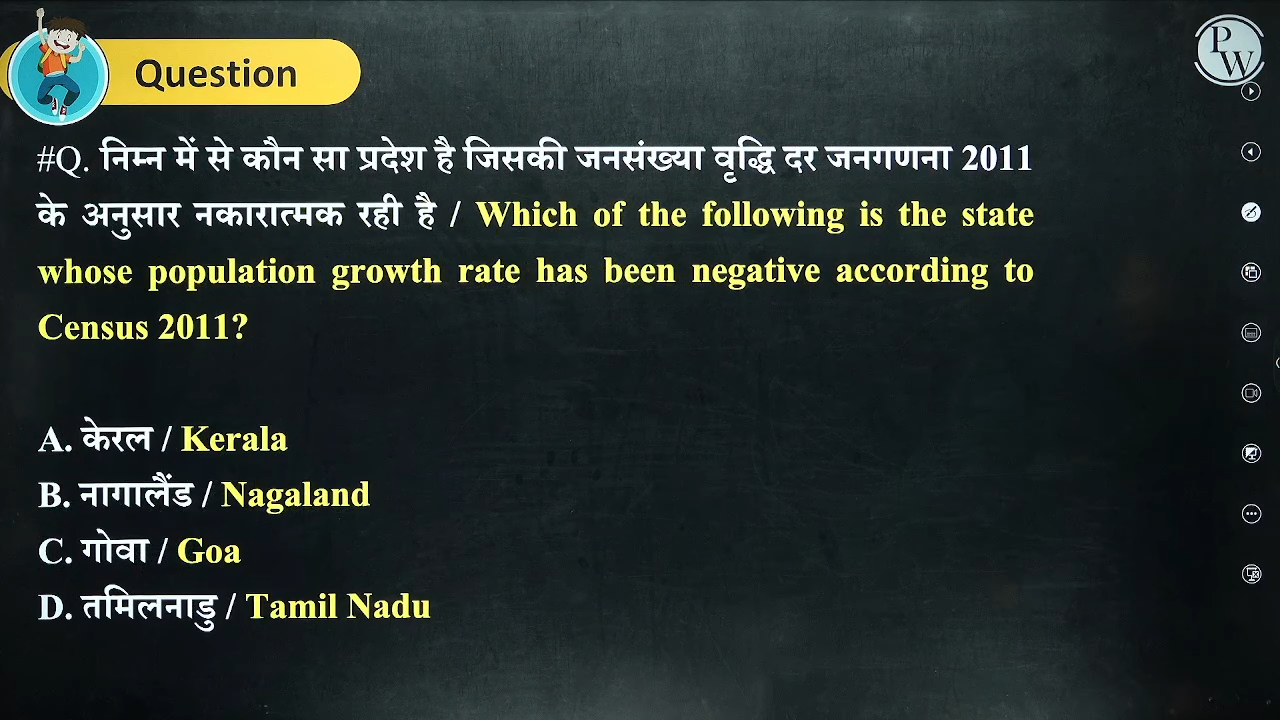 Question
PW
#Q. निम्न में से कौन सा प्रदेश है जिसकी जनसंख्या वृद्धि दर जनगणना 2011
के अनुसार नकारात्मक रही है / Which of the following is the state
whose population growth rate has been negative according to
Census 2011?
A. केरल / Kerala
B. नागालैंड / Nagaland
C. गोवा / Goa
D. तमिलनाडु / Tamil Nadu